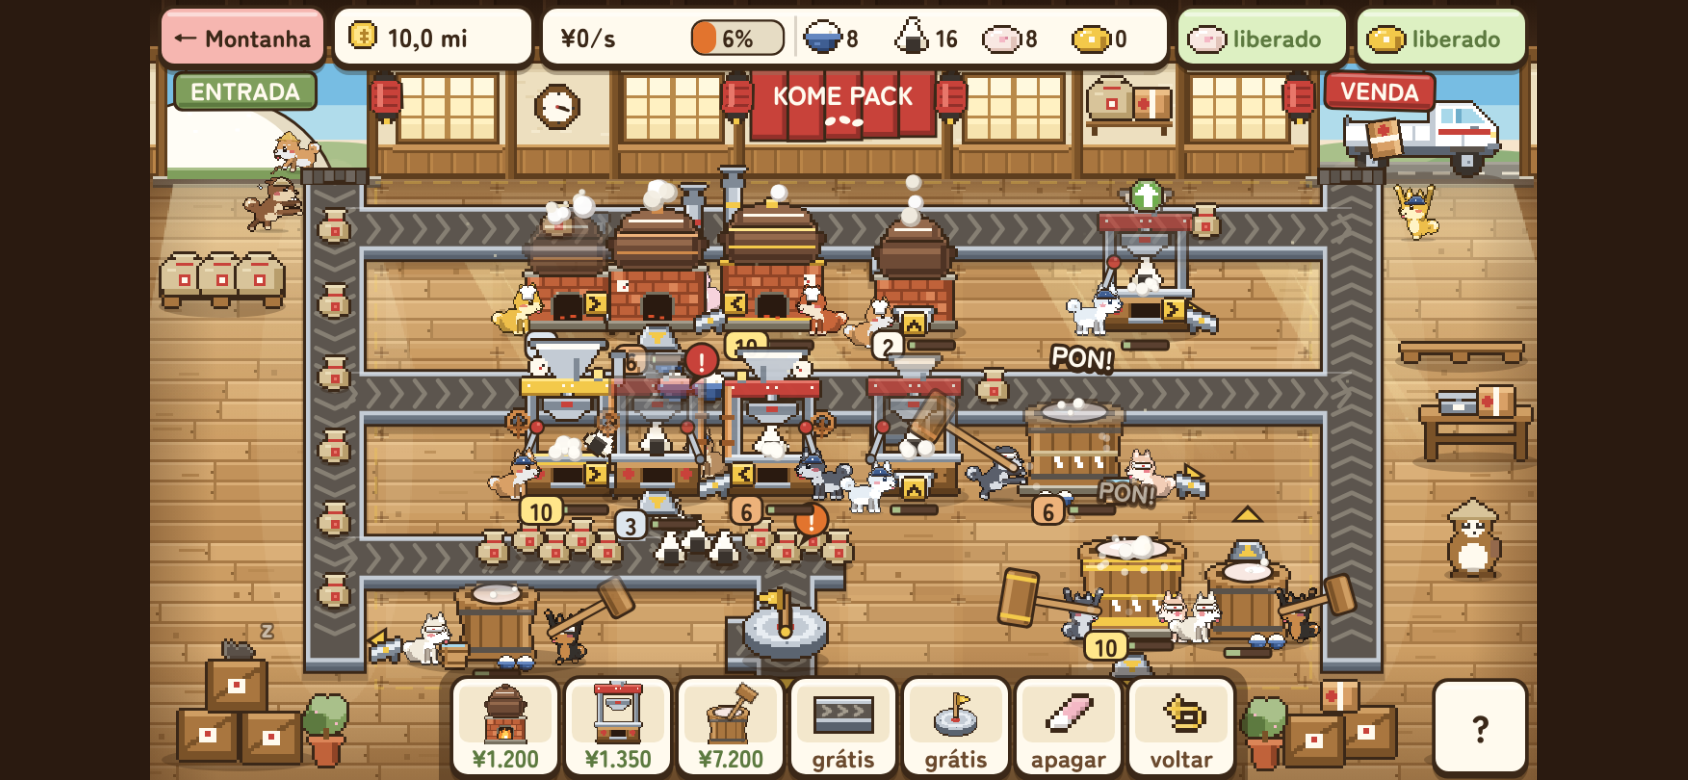 ← Montanha
10,0 mi
¥0/s
6%
8
16
8
0
liberado
liberado
ENTRADA
KOME PACK
VENDA
10
2
PON!
10
3
6
6
PON!
10
z
!
!
¥1.200
¥1.350
¥7.200
grátis
grátis
apagar
voltar
?